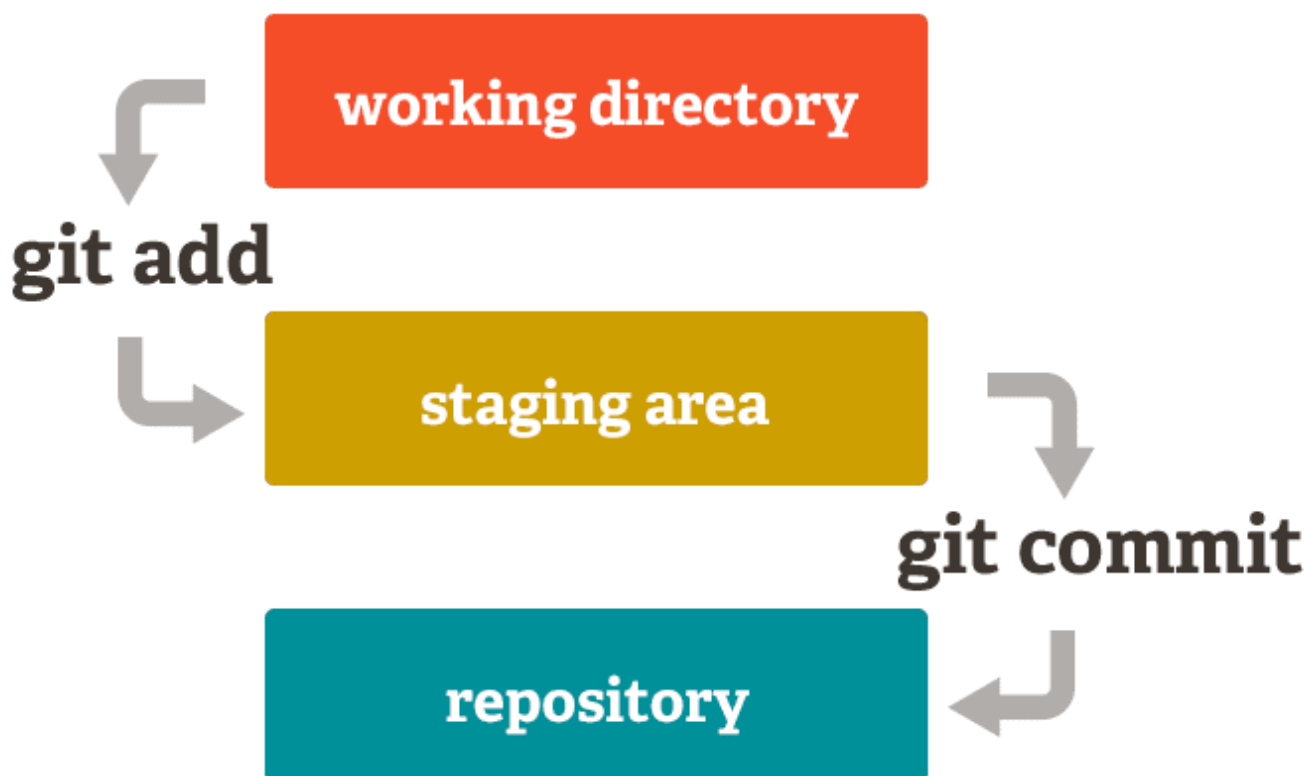 working directory
git add
staging area
git commit
repository